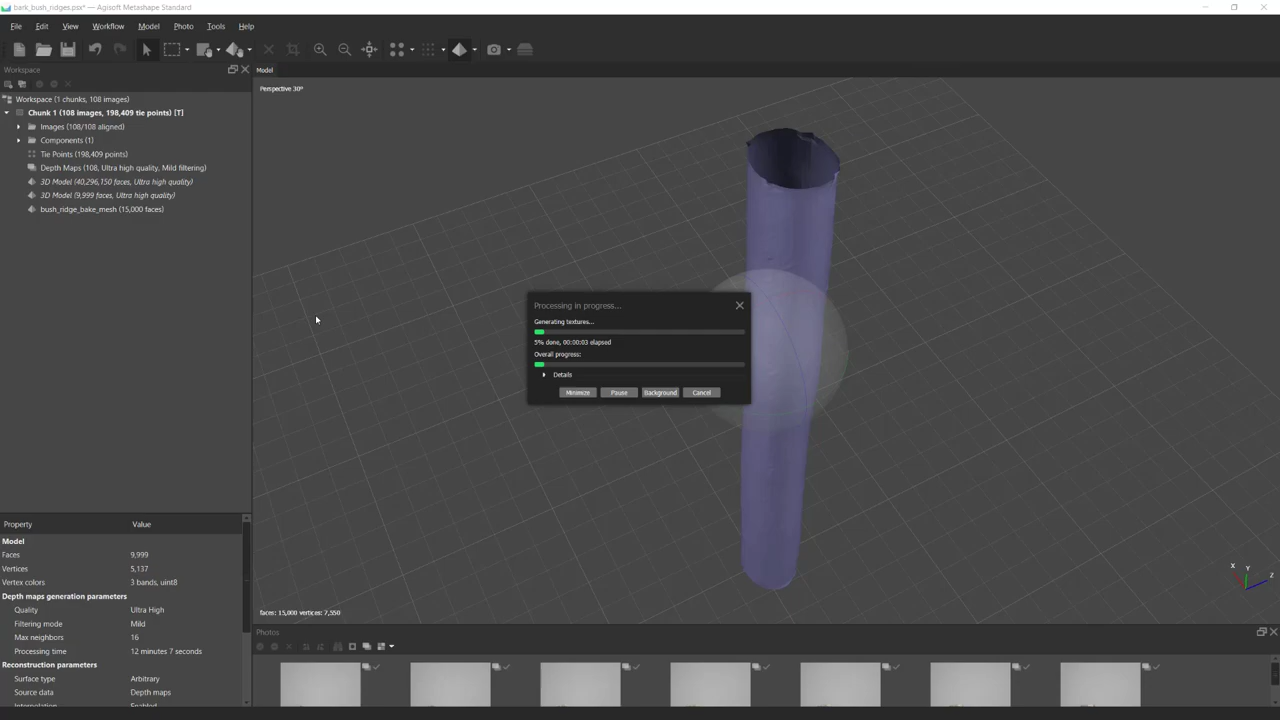 bark_bush_ridges.psx* — Agisoft Metashape Standard
File Edit View Workflow Model Photo Tools Help
Workspace
Model
Perspective 30°
Workspace (1 chunks, 108 images)
Chunk 1 (108 images, 198,409 tie points) [T]
Images (108/108 aligned)
Components (1)
Tie Points (198,409 points)
Depth Maps (108, Ultra high quality, Mild filtering)
3D Model (40,296,150 faces, Ultra high quality)
3D Model (9,999 faces, Ultra high quality)
bush_ridge_bake_mesh (15,000 faces)
Processing in progress...
Generating textures...
5% done, 00:00:03 elapsed
Overall progress:
Details
Minimize Pause Background Cancel
Property Value
Model
Faces 9,999
Vertices 5,137
Vertex colors 3 bands, uint8
Depth maps generation parameters
Quality Ultra High
Filtering mode Mild
Max neighbors 16
Processing time 12 minutes 7 seconds
Reconstruction parameters
Surface type Arbitrary
Source data Depth maps
Interpolation Enabled
X Y Z
faces: 15,000 vertices: 7,550
Photos